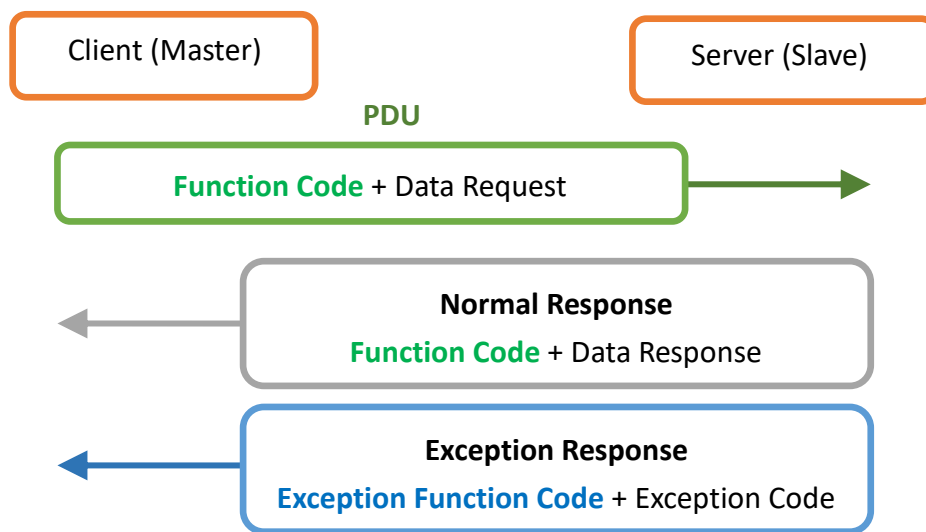 Client (Master)
Server (Slave)
PDU
Function Code + Data Request
Normal Response
Function Code + Data Response
Exception Response
Exception Function Code + Exception Code